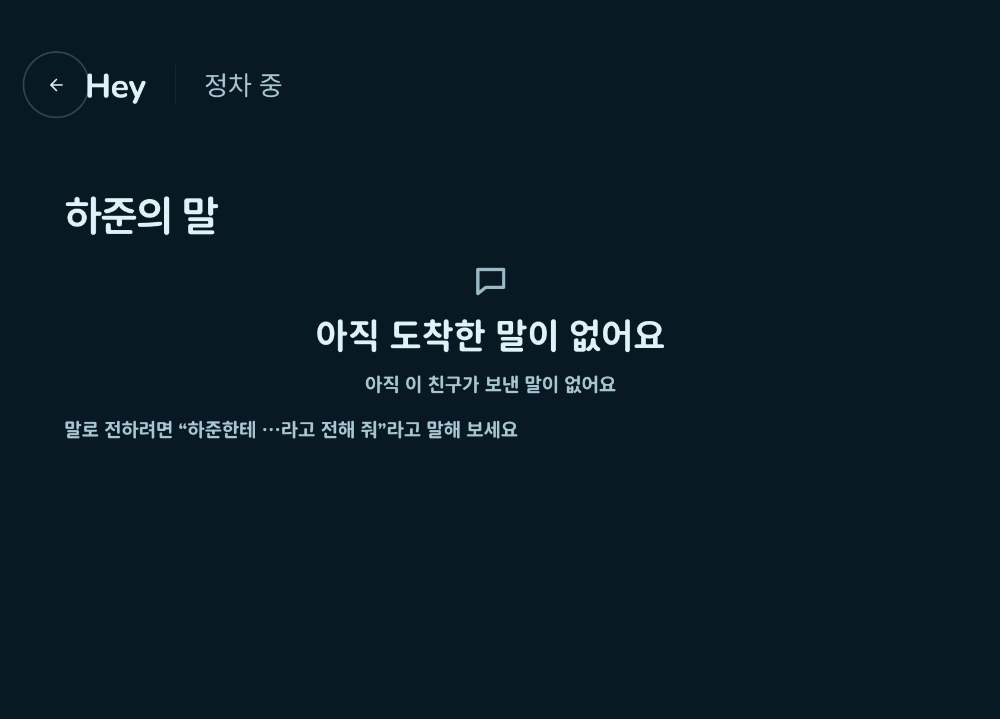 Hey 정차 중
하준의 말
아직 도착한 말이 없어요
아직 이 친구가 보낸 말이 없어요
말로 전하려면 “하준한테 …라고 전해 줘”라고 말해 보세요